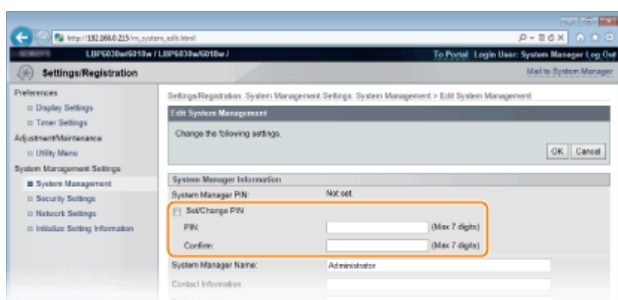 http://192.168.0.215/m_system_edit.html
LBP6030w/6018w / LBP6030w/6018w /
To Portal Login User: System Manager Log Out
Settings/Registration
Mail to System Manager
Preferences
Display Settings
Timer Settings
Adjustment/Maintenance
Utility Menu
System Management Settings
System Management
Security Settings
Network Settings
Initialize Setting Information
Settings/Registration: System Management Settings: System Management > Edit System Management
Edit System Management
Change the following settings.
OK Cancel
System Manager Information
System Manager PIN: Not set.
Set/Change PIN
PIN: (Max 7 digits)
Confirm: (Max 7 digits)
System Manager Name: Administrator
Contact Information: